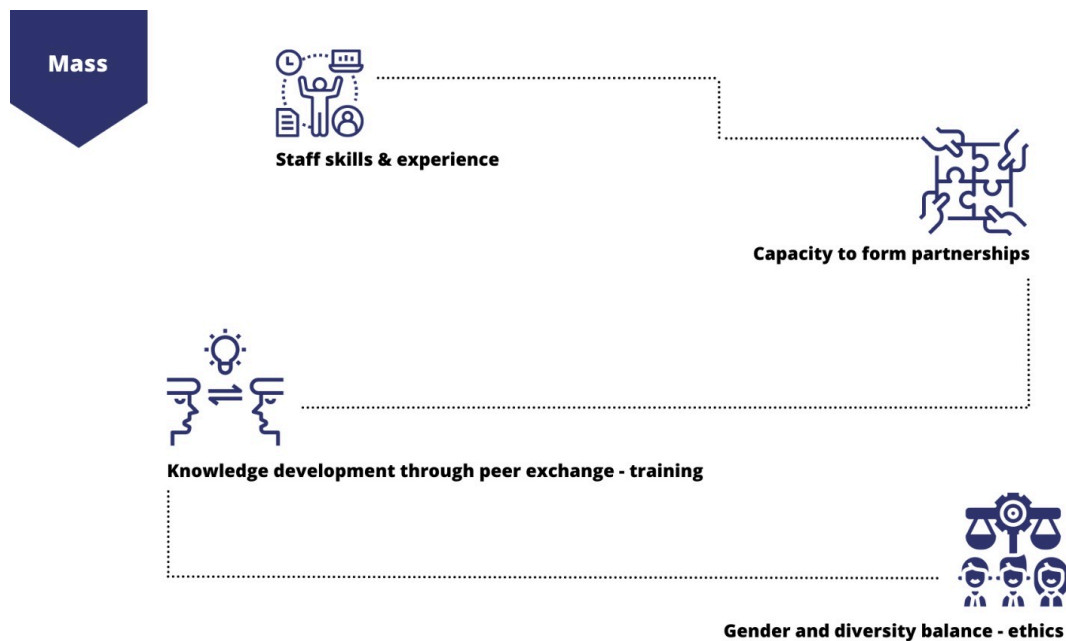 Mass
Staff skills & experience
Capacity to form partnerships
Knowledge development through peer exchange - training
Gender and diversity balance - ethics